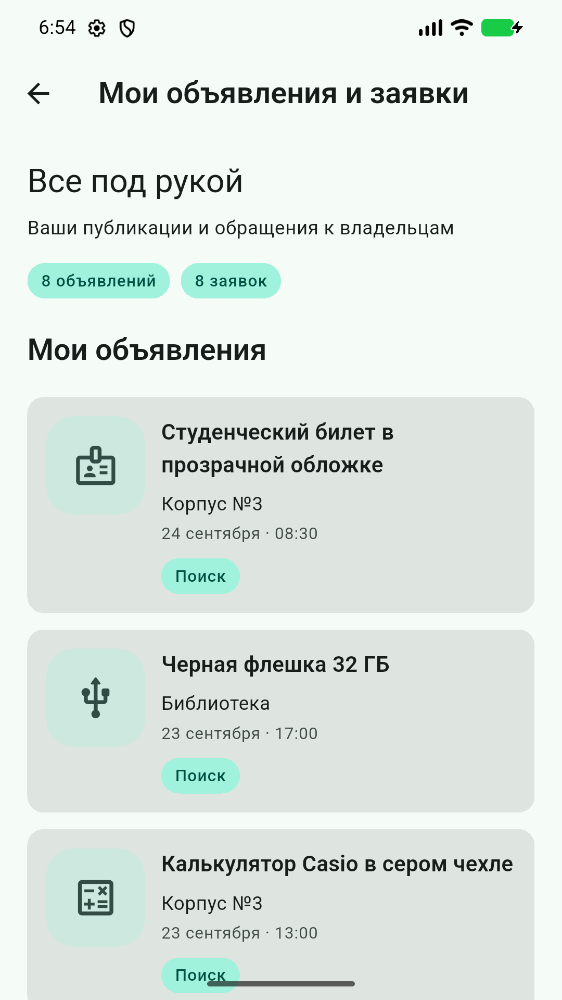 6:54
Мои объявления и заявки
Все под рукой
Ваши публикации и обращения к владельцам
8 объявлений 8 заявок
Мои объявления
Студенческий билет в
прозрачной обложке
Корпус №3
24 сентября · 08:30
Поиск
Черная флешка 32 ГБ
Библиотека
23 сентября · 17:00
Поиск
Калькулятор Casio в сером чехле
Корпус №3
23 сентября · 13:00
Поиск